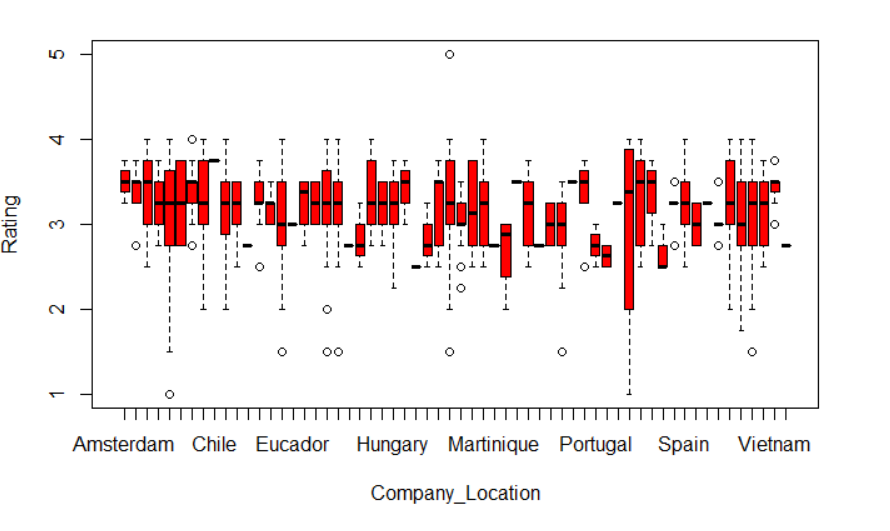 Rating
5
4
3
2
1
Amsterdam Chile Eucador Hungary Martinique Portugal Spain Vietnam
Company_Location